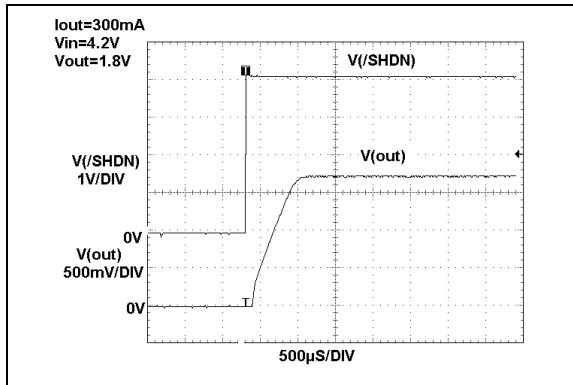 Iout=300mA
Vin=4.2V
Vout=1.8V
T
V(/SHDN)
V(out)
V(/SHDN)
1V/DIV
0V
V(out)
500mV/DIV
0V
T
500µS/DIV